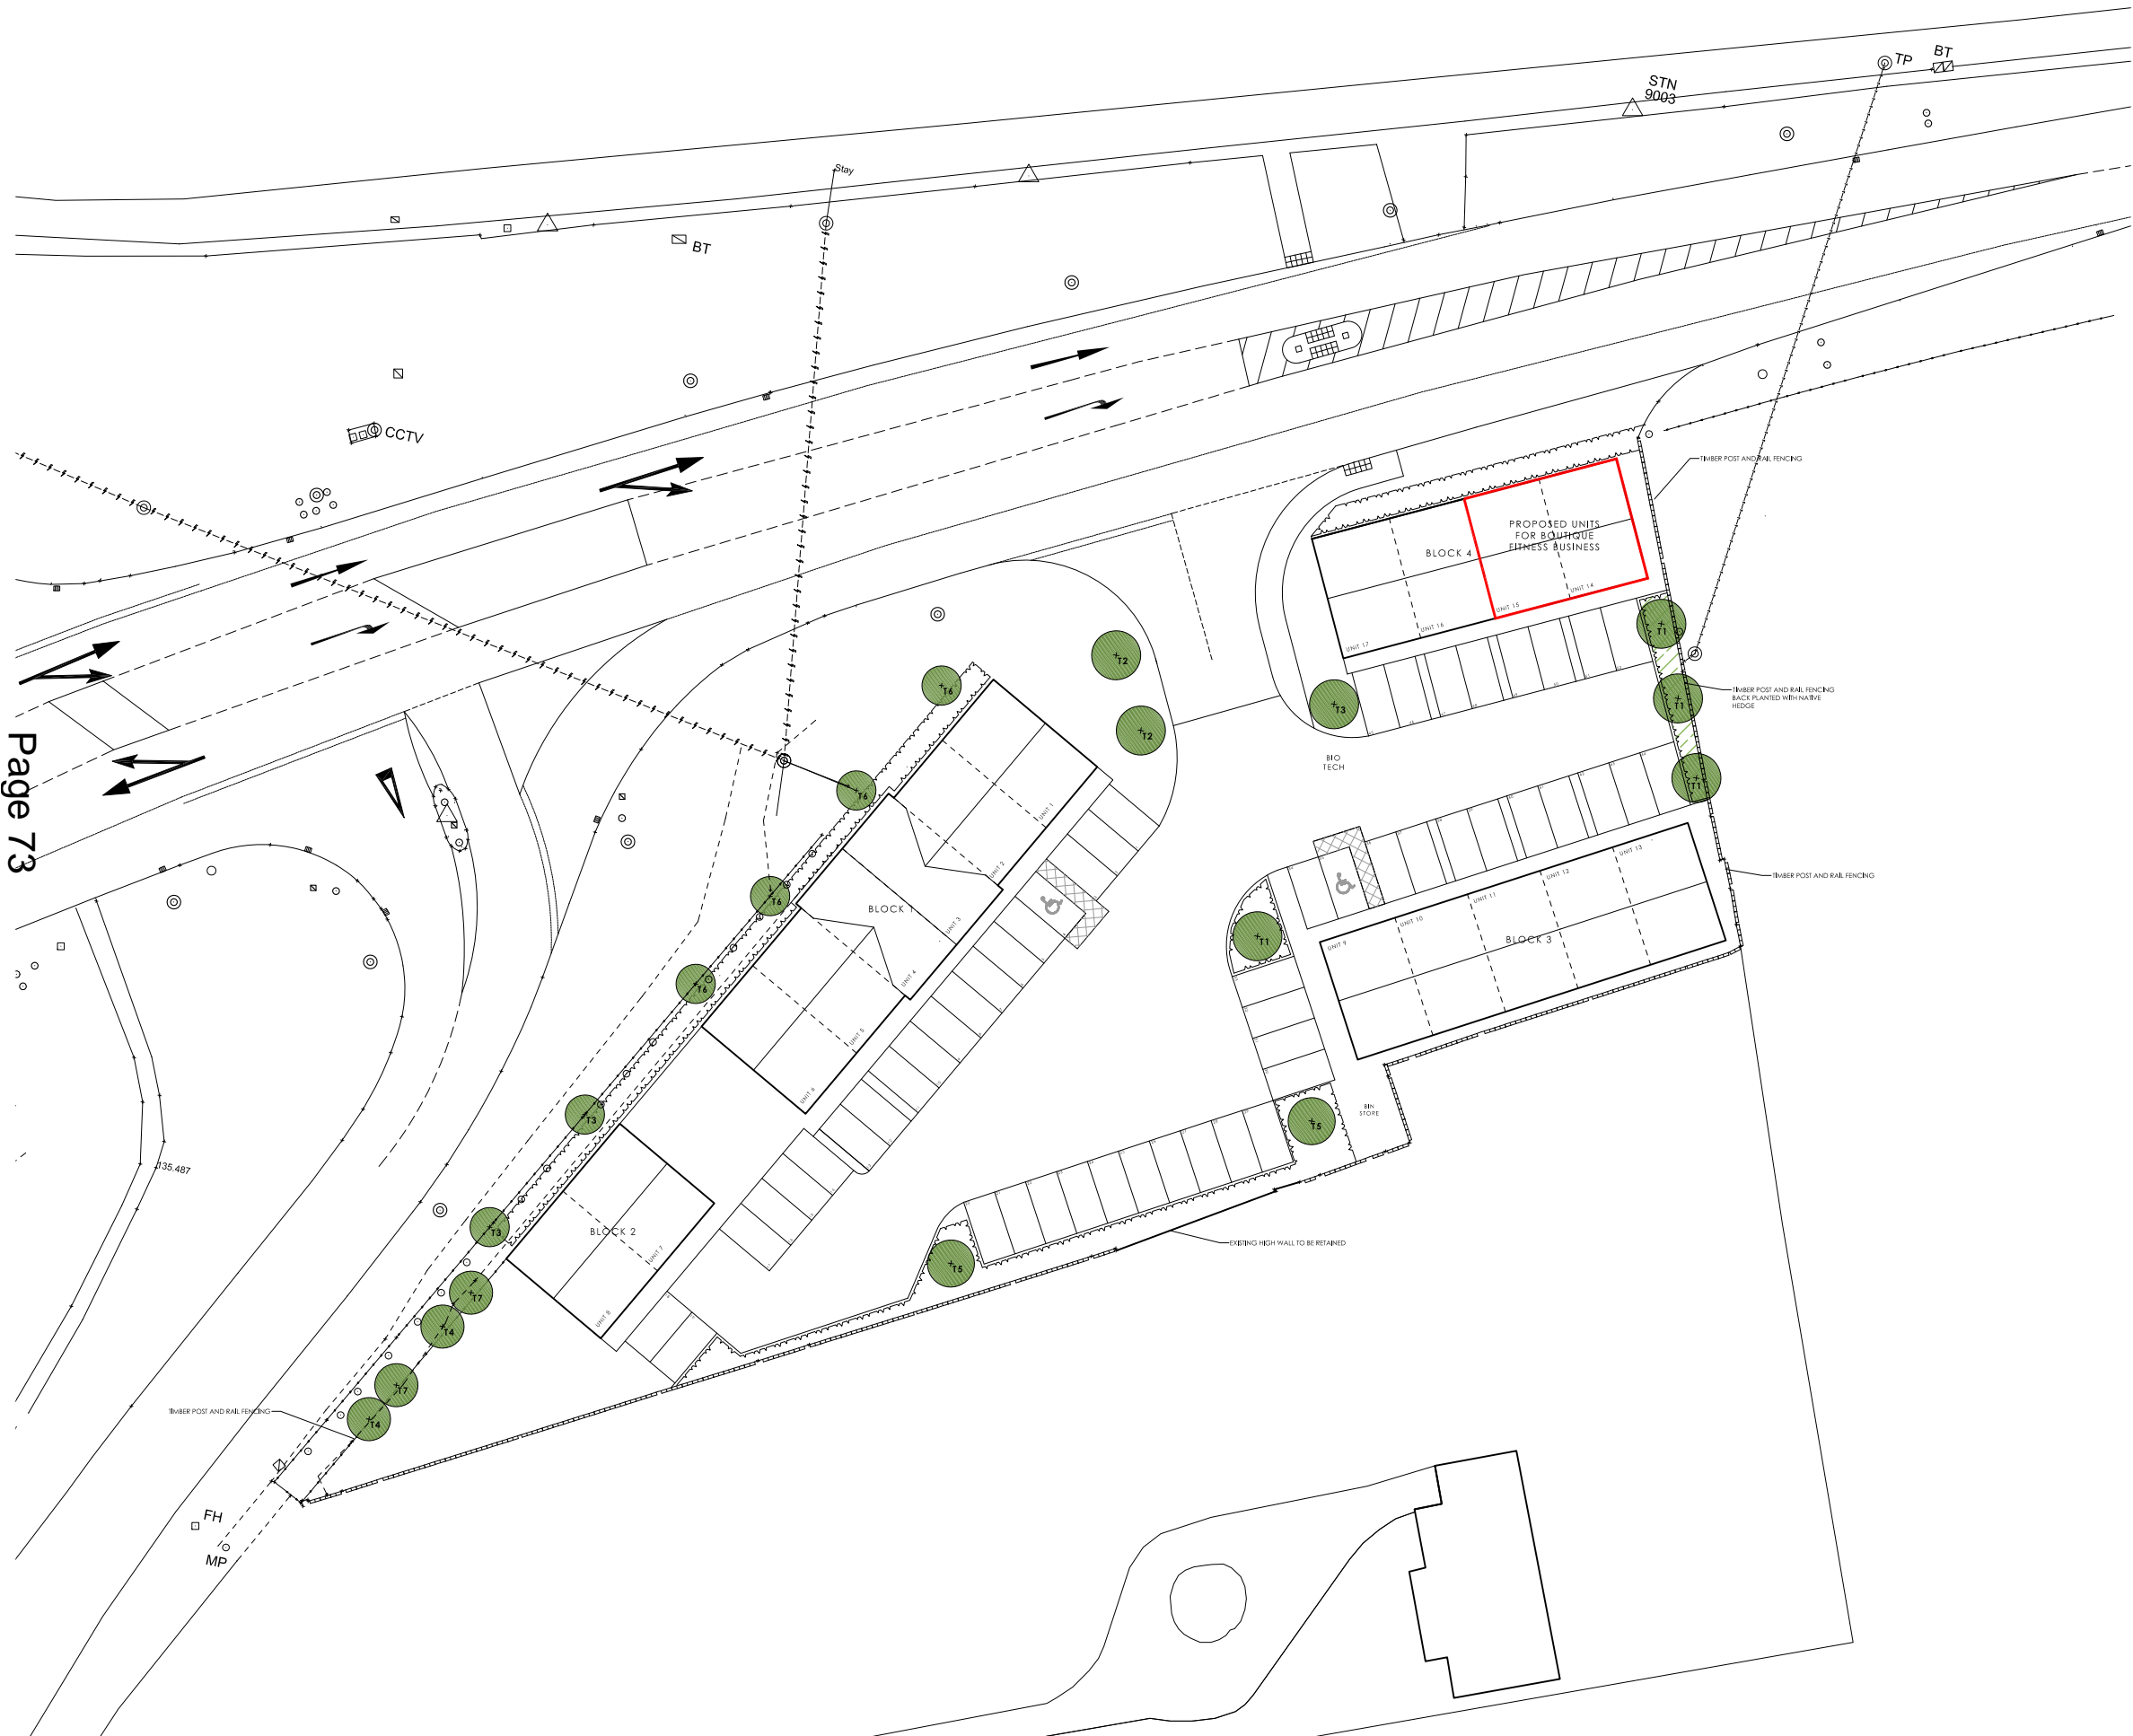 TP
BT
STN
9003
Stay
BT
CCTV
TIMBER POST AND RAIL FENCING
PROPOSED UNITS
FOR BOUTIQUE
FITNESS BUSINESS
BLOCK 4
UNIT 14
UNIT 15
UNIT 16
UNIT 17
T1
T2
T6
T1
TIMBER POST AND RAIL FENCING
BACK PLANTED WITH NATIVE
HEDGE
T3
T2
BIO
TECH
Page 73
T6
T1
UNIT 1
UNIT 2
UNIT 13
UNIT 12
UNIT 11
UNIT 10
UNIT 9
TIMBER POST AND RAIL FENCING
T6
BLOCK 1
UNIT 3
T1
BLOCK 3
T6
UNIT 4
UNIT 5
UNIT 6
T3
T5
BIN
STORE
135.487
T3
BLOCK 2
UNIT 7
UNIT 8
EXISTING HIGH WALL TO BE RETAINED
T5
T7
T4
T7
TIMBER POST AND RAIL FENCING
T4
FH
MP